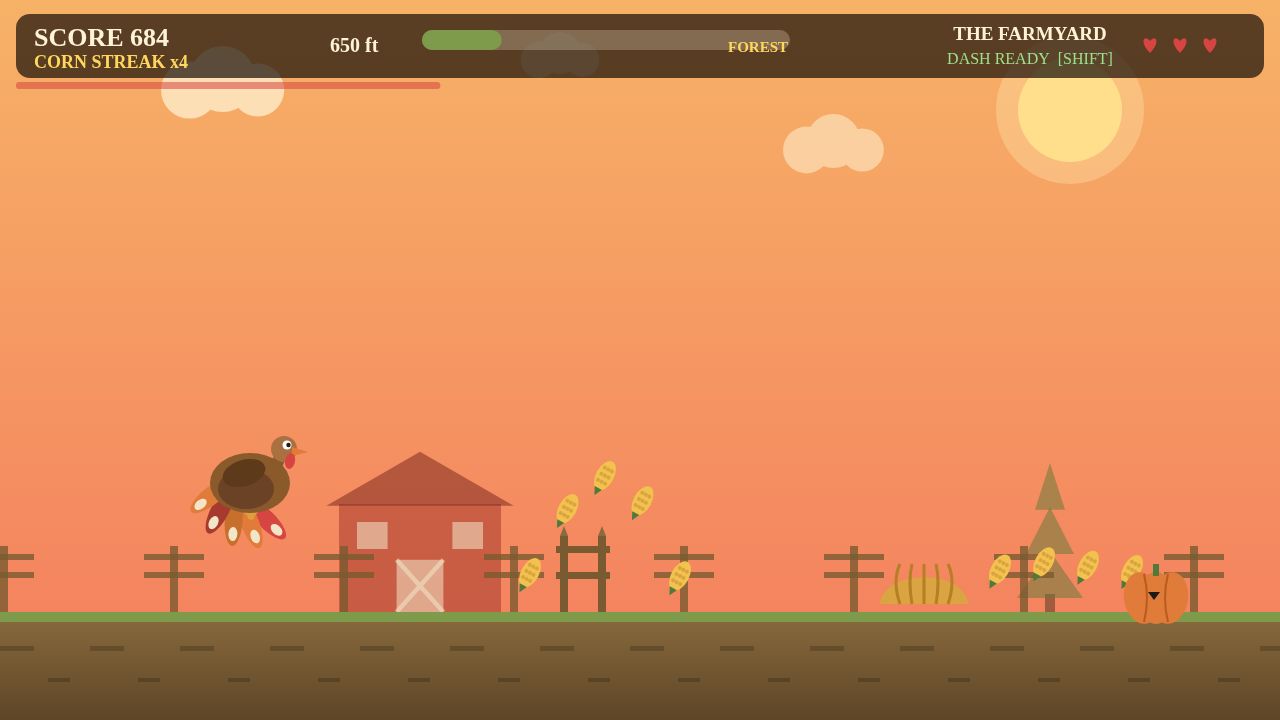 SCORE 684
CORN STREAK x4
650 ft
FOREST
THE FARMYARD
DASH READY [SHIFT]